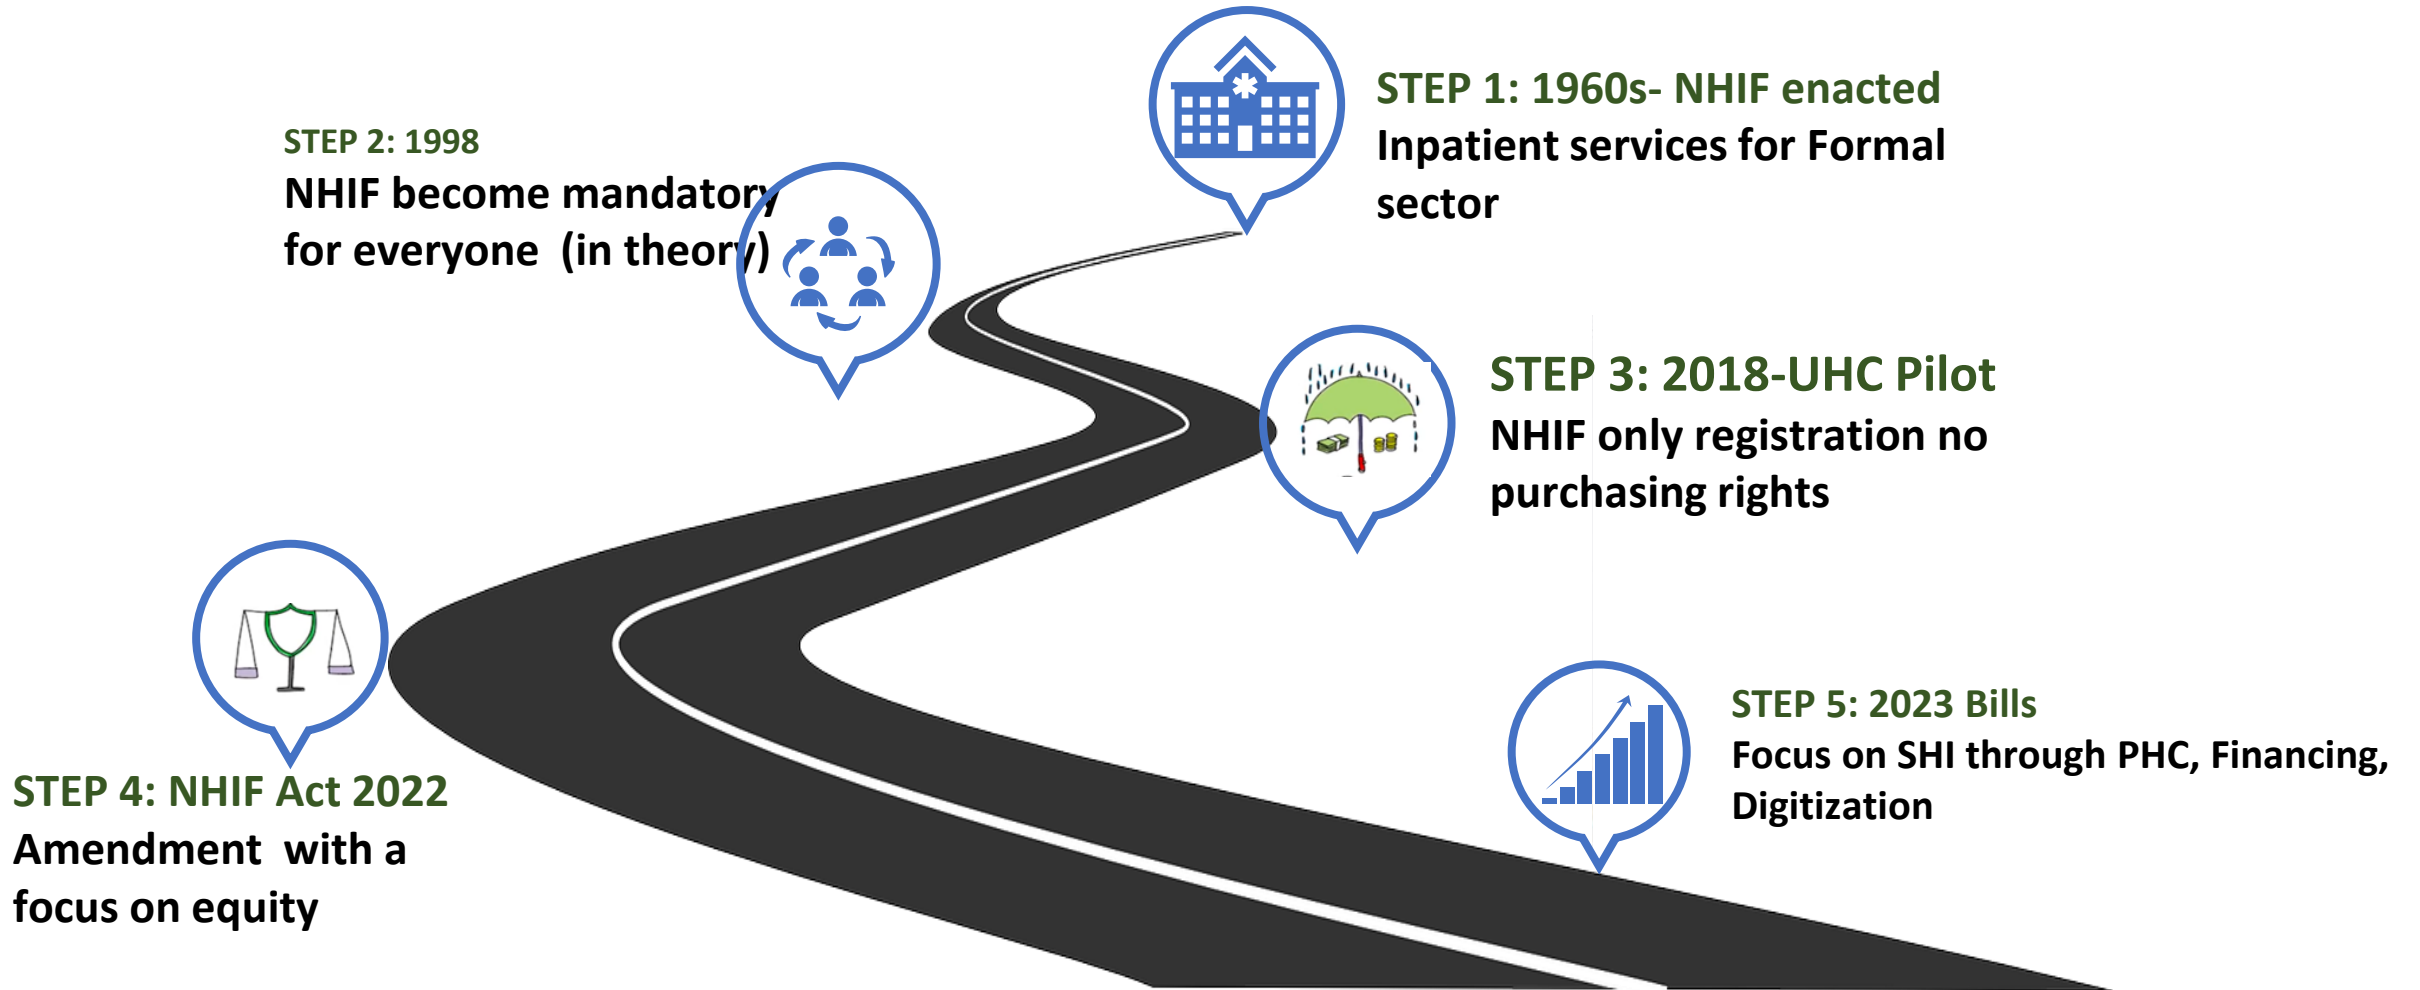 STEP 1: 1960s- NHIF enacted
Inpatient services for Formal
sector
STEP 2: 1998
NHIF become mandatory
for everyone  (in theory)
STEP 3: 2018-UHC Pilot
NHIF only registration no
purchasing rights
STEP 4: NHIF Act 2022
Amendment  with a
focus on equity
STEP 5: 2023 Bills
Focus on SHI through PHC, Financing,
Digitization